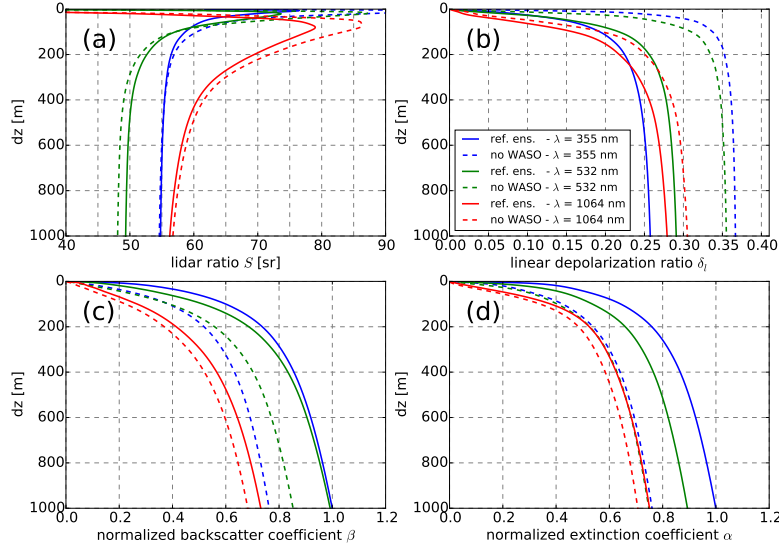 (a)
0
200
400
600
800
1000
dz [m]
40 50 60 70 80 90
lidar ratio S [sr]
(b)
0
200
400
600
800
1000
dz [m]
ref. ens. - λ = 355 nm
no WASO - λ = 355 nm
ref. ens. - λ = 532 nm
no WASO - λ = 532 nm
ref. ens. - λ = 1064 nm
no WASO - λ = 1064 nm
0.00 0.05 0.10 0.15 0.20 0.25 0.30 0.35 0.40
linear depolarization ratio δl
(c)
0
200
400
600
800
1000
dz [m]
0.0 0.2 0.4 0.6 0.8 1.0 1.2
normalized backscatter coefficient β
(d)
0
200
400
600
800
1000
dz [m]
0.0 0.2 0.4 0.6 0.8 1.0 1.2
normalized extinction coefficient α